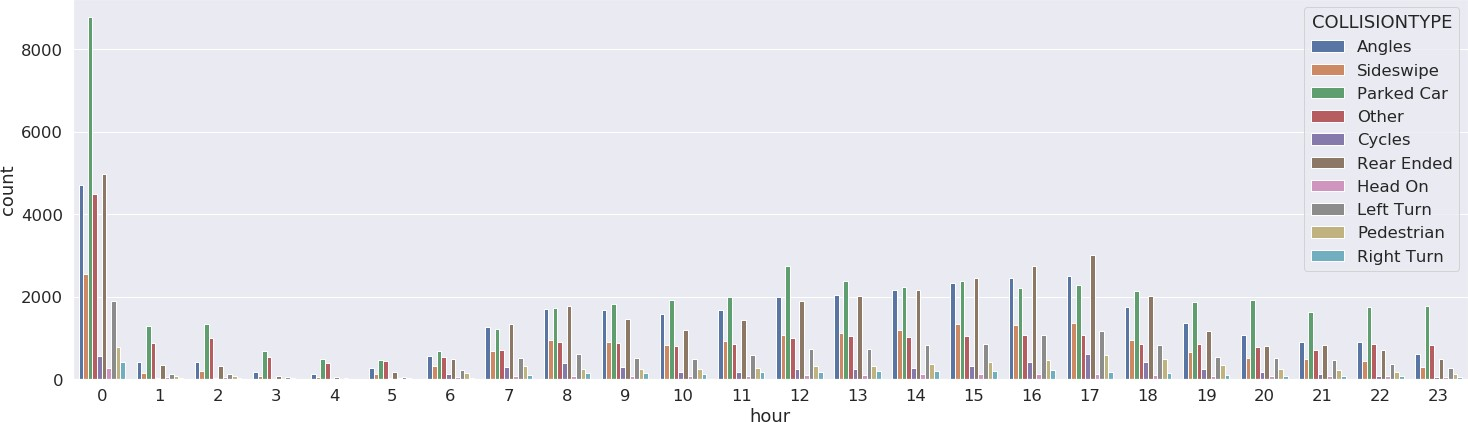 COLLISIONTYPE
Angles
Sideswipe
Parked Car
Other
Cycles
Rear Ended
Head On
Left Turn
Pedestrian
Right Turn
8000
6000
4000
2000
0
count
0 1 2 3 4 5 6 7 8 9 10 11 12 13 14 15 16 17 18 19 20 21 22 23
hour